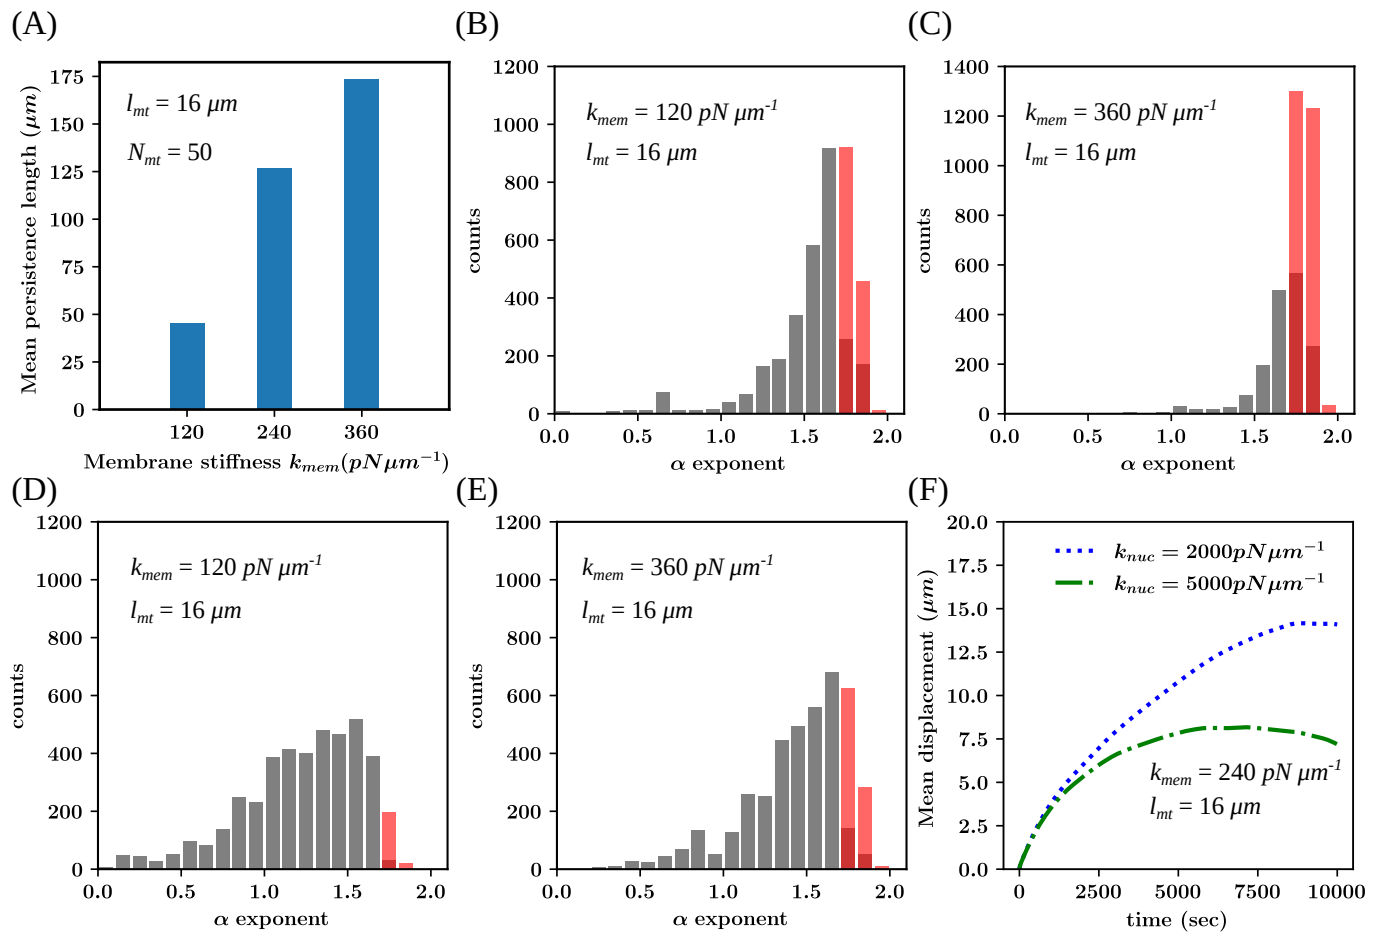 (A)
175
150
125
100
75
50
25
0
Mean persistence length (μm)
l_mt = 16 μm
N_mt = 50
120 240 360
Membrane stiffness k_mem(pNμm⁻¹)
(B)
1200
1000
800
600
400
200
0
counts
k_mem = 120 pN μm⁻¹
l_mt = 16 μm
0.0 0.5 1.0 1.5 2.0
α exponent
(C)
1400
1200
1000
800
600
400
200
0
counts
k_mem = 360 pN μm⁻¹
l_mt = 16 μm
0.0 0.5 1.0 1.5 2.0
α exponent
(D)
1200
1000
800
600
400
200
0
counts
k_mem = 120 pN μm⁻¹
l_mt = 16 μm
0.0 0.5 1.0 1.5 2.0
α exponent
(E)
1200
1000
800
600
400
200
0
counts
k_mem = 360 pN μm⁻¹
l_mt = 16 μm
0.0 0.5 1.0 1.5 2.0
α exponent
(F)
20.0
17.5
15.0
12.5
10.0
7.5
5.0
2.5
0.0
Mean displacement (μm)
k_nuc = 2000pNμm⁻¹
k_nuc = 5000pNμm⁻¹
k_mem = 240 pN μm⁻¹
l_mt = 16 μm
0 2500 5000 7500 10000
time (sec)